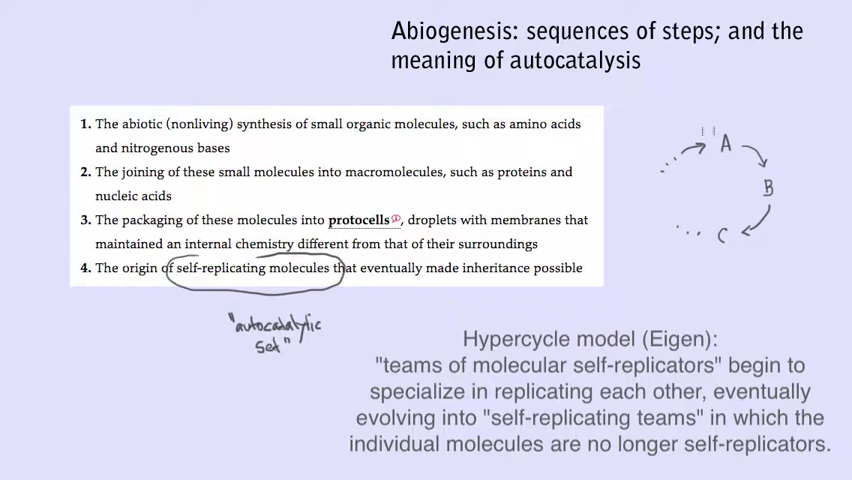 Abiogenesis: sequences of steps; and the
meaning of autocatalysis
1. The abiotic (nonliving) synthesis of small organic molecules, such as amino acids
and nitrogenous bases
2. The joining of these small molecules into macromolecules, such as proteins and
nucleic acids
3. The packaging of these molecules into protocells, droplets with membranes that
maintained an internal chemistry different from that of their surroundings
4. The origin of self-replicating molecules that eventually made inheritance possible
"autocatalytic
set"
A
B
C
Hypercycle model (Eigen):
"teams of molecular self-replicators" begin to
specialize in replicating each other, eventually
evolving into "self-replicating teams" in which the
individual molecules are no longer self-replicators.